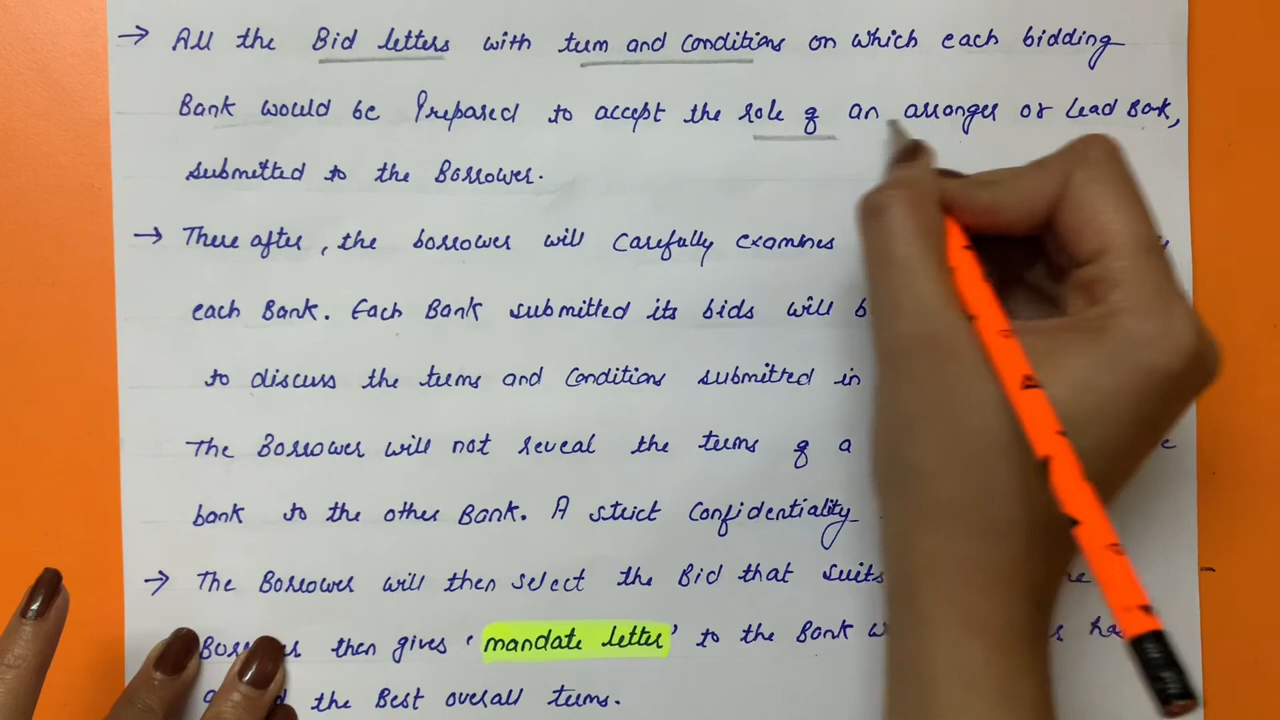 → All the Bid letters with term and conditions on which each bidding
Bank would be Prepared to accept the role of an arranger or Lead Bank,
submitted to the Borrower.
→ There after, the borrower will carefully examines
each Bank. Each Bank submitted its bids will b
to discuss the terms and conditions submitted in
The Borrower will not reveal the terms of a
bank to the other Bank. A strict confidentiality
→ The Borrower will then select the Bid that suits
then gives 'mandate letter' to the Bank
the Best overall terms.